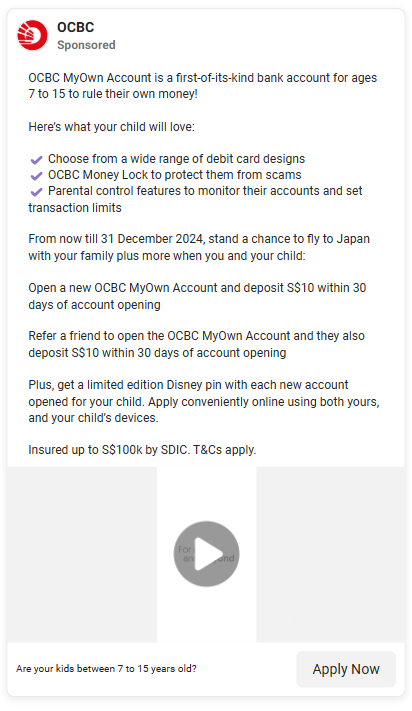 OCBC
Sponsored
OCBC MyOwn Account is a first-of-its-kind bank account for ages
7 to 15 to rule their own money!
Here's what your child will love:
✔ Choose from a wide range of debit card designs
✔ OCBC Money Lock to protect them from scams
✔ Parental control features to monitor their accounts and set
transaction limits
From now till 31 December 2024, stand a chance to fly to Japan
with your family plus more when you and your child:
Open a new OCBC MyOwn Account and deposit S$10 within 30
days of account opening
Refer a friend to open the OCBC MyOwn Account and they also
deposit S$10 within 30 days of account opening
Plus, get a limited edition Disney pin with each new account
opened for your child. Apply conveniently online using both yours,
and your child's devices.
Insured up to S$100k by SDIC. T&Cs apply.
For
Are your kids between 7 to 15 years old?
Apply Now